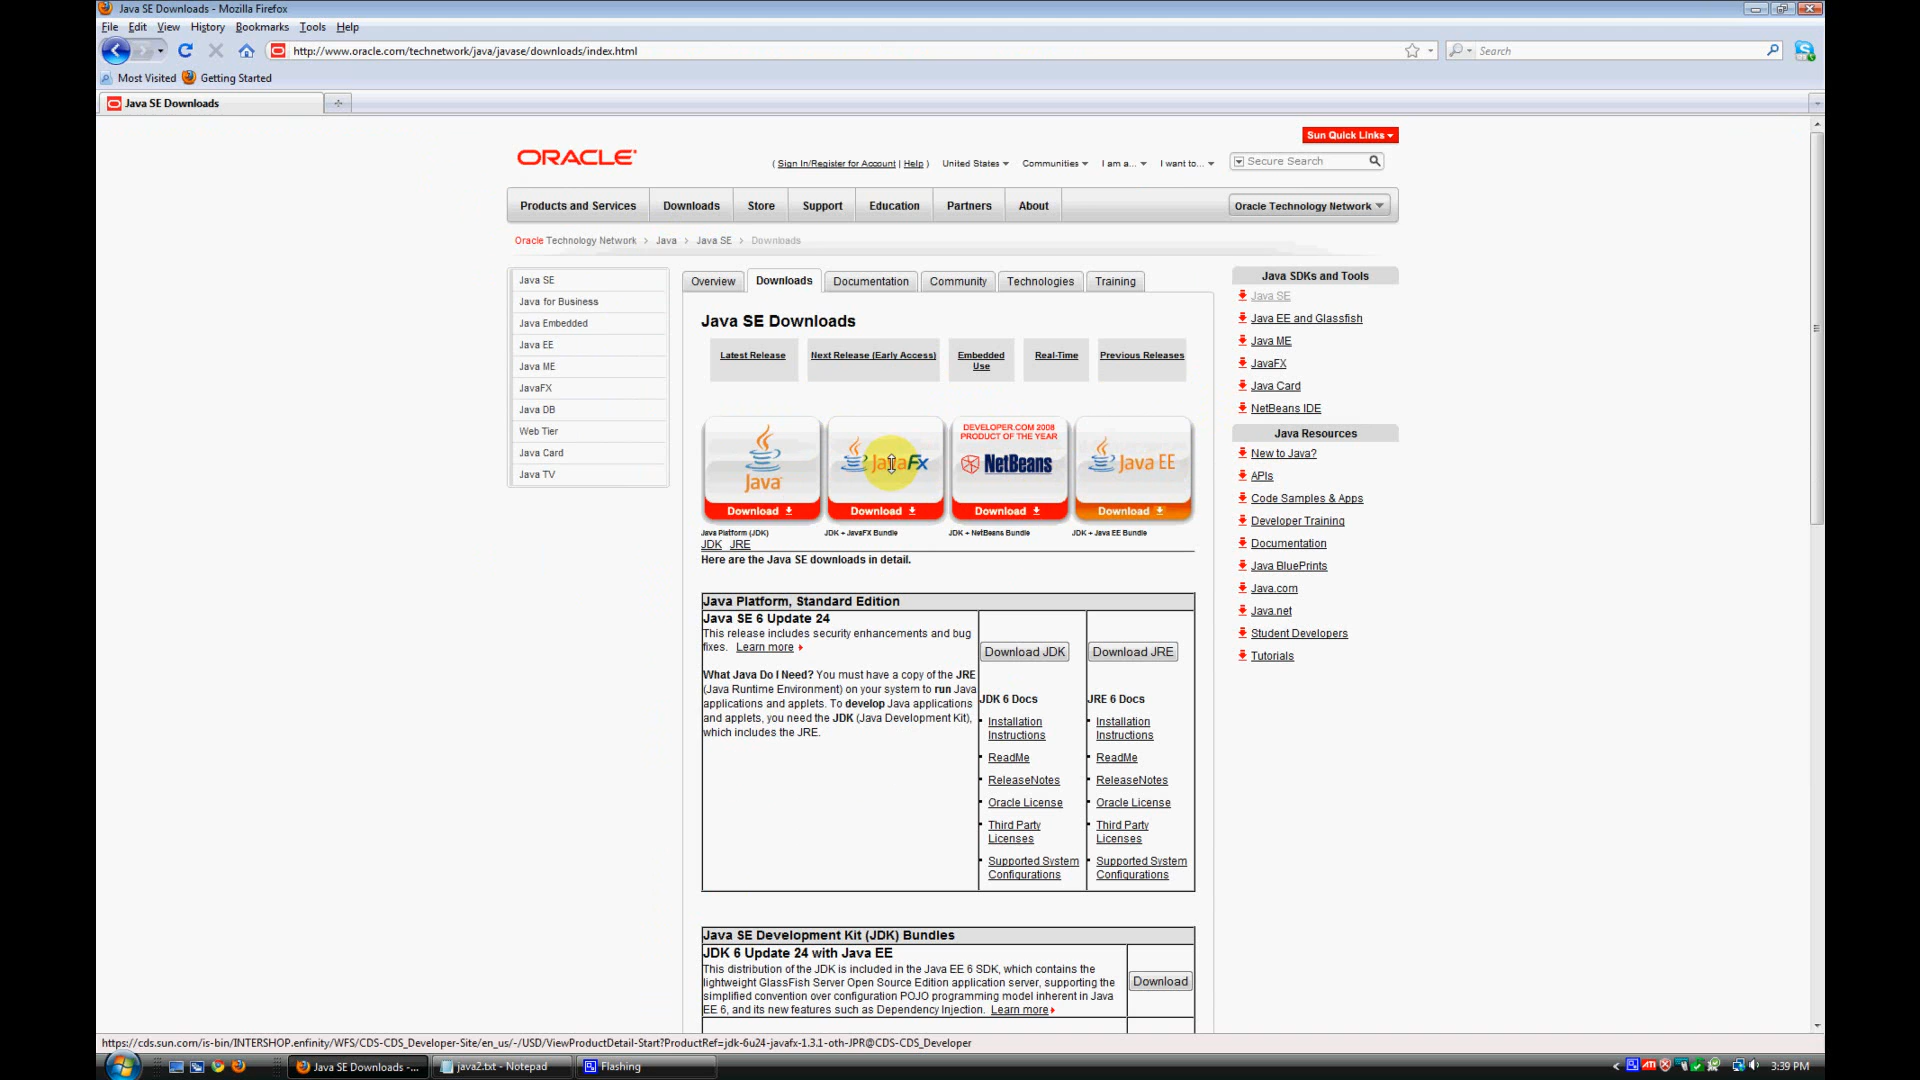 Java SE Downloads - Mozilla Firefox
File Edit View History Bookmarks Tools Help
http://www.oracle.com/technetwork/java/javase/downloads/index.html
Search
Most Visited Getting Started
Java SE Downloads
Sun Quick Links
ORACLE
( Sign In/Register for Account | Help ) United States Communities I am a... I want to... Secure Search
Products and Services Downloads Store Support Education Partners About Oracle Technology Network
Oracle Technology Network > Java > Java SE > Downloads
Java SE
Java for Business
Java Embedded
Java EE
Java ME
JavaFX
Java DB
Web Tier
Java Card
Java TV
Overview Downloads Documentation Community Technologies Training
Java SE Downloads
Latest Release Next Release (Early Access) Embedded Use Real-Time Previous Releases
Java
Download
JavaFx
Download
DEVELOPER.COM 2008
PRODUCT OF THE YEAR
NetBeans
Download
Java EE
Download
Java Platform (JDK) JDK + JavaFX Bundle JDK + NetBeans Bundle JDK + Java EE Bundle
JDK JRE
Here are the Java SE downloads in detail.
Java Platform, Standard Edition
Java SE 6 Update 24
This release includes security enhancements and bug
fixes. Learn more
What Java Do I Need? You must have a copy of the JRE
(Java Runtime Environment) on your system to run Java
applications and applets. To develop Java applications
and applets, you need the JDK (Java Development Kit),
which includes the JRE.
Download JDK
JDK 6 Docs
Installation
Instructions
ReadMe
ReleaseNotes
Oracle License
Third Party
Licenses
Supported System
Configurations
Download JRE
JRE 6 Docs
Installation
Instructions
ReadMe
ReleaseNotes
Oracle License
Third Party
Licenses
Supported System
Configurations
Java SE Development Kit (JDK) Bundles
JDK 6 Update 24 with Java EE
This distribution of the JDK is included in the Java EE 6 SDK, which contains the
lightweight GlassFish Server Open Source Edition application server, supporting the
simplified convention over configuration POJO programming model inherent in Java
EE 6, and its new features such as Dependency Injection. Learn more
Download
Java SDKs and Tools
Java SE
Java EE and Glassfish
Java ME
JavaFX
Java Card
NetBeans IDE
Java Resources
New to Java?
APIs
Code Samples & Apps
Developer Training
Documentation
Java BluePrints
Java.com
Java.net
Student Developers
Tutorials
https://cds.sun.com/is-bin/INTERSHOP.enfinity/WFS/CDS-CDS_Developer-Site/en_us/-/USD/ViewProductDetail-Start?ProductRef=jdk-6u24-javafx-1.3.1-oth-JPR@CDS-CDS_Developer
Java SE Downloads -... java2.txt - Notepad Flashing 3:39 PM